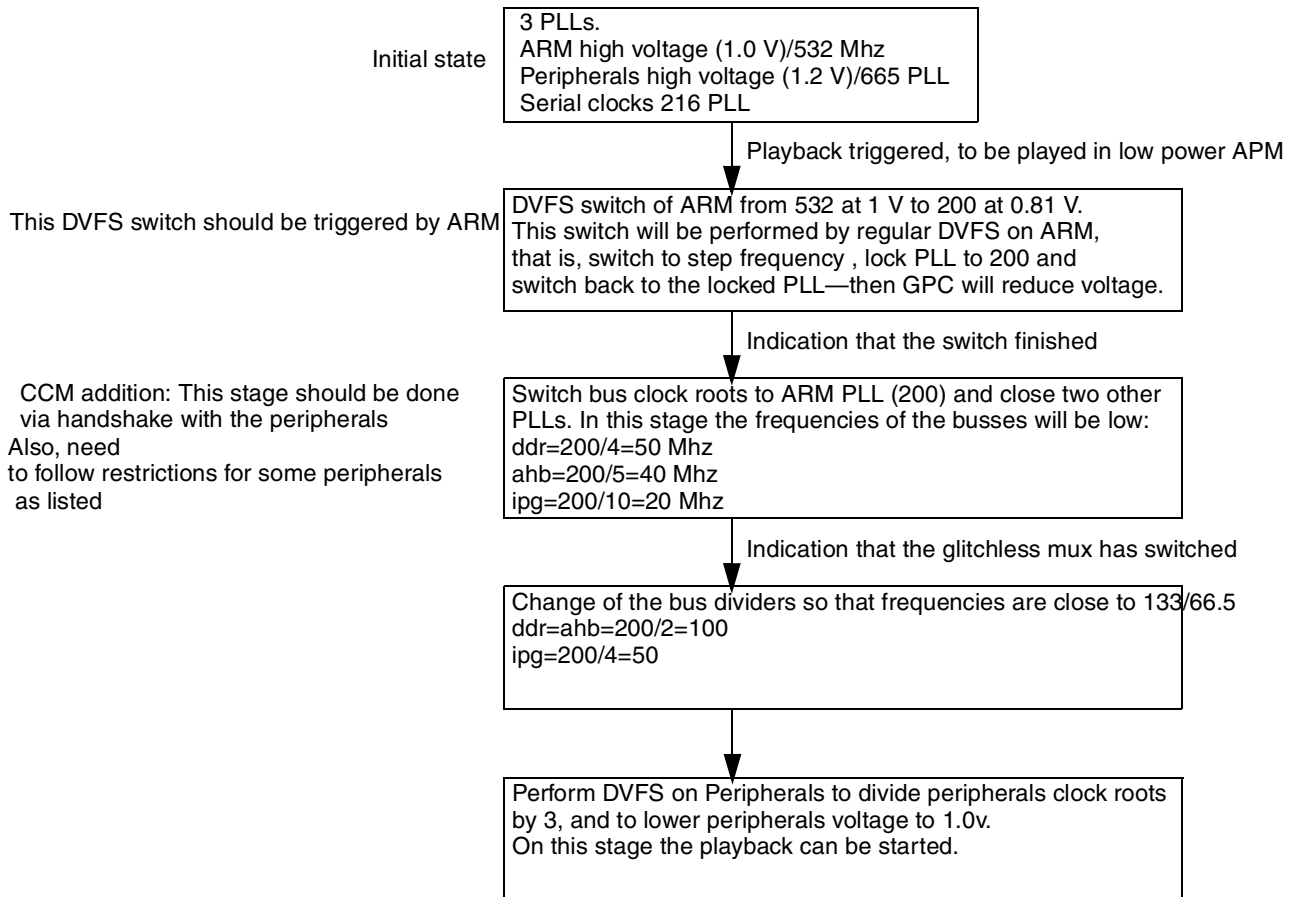 3 PLLs.
Initial state
ARM high voltage (1.0 V)/532 Mhz
Peripherals high voltage (1.2 V)/665 PLL
Serial clocks 216 PLL
Playback triggered, to be played in low power APM
This DVFS switch should be triggered by ARM
DVFS switch of ARM from 532 at 1 V to 200 at 0.81 V.
This switch will be performed by regular DVFS on ARM,
that is, switch to step frequency , lock PLL to 200 and
switch back to the locked PLL—then GPC will reduce voltage.
Indication that the switch finished
CCM addition: This stage should be done
via handshake with the peripherals
Also, need
to follow restrictions for some peripherals
as listed
Switch bus clock roots to ARM PLL (200) and close two other
PLLs. In this stage the frequencies of the busses will be low:
ddr=200/4=50 Mhz
ahb=200/5=40 Mhz
ipg=200/10=20 Mhz
Indication that the glitchless mux has switched
Change of the bus dividers so that frequencies are close to 133/66.5
ddr=ahb=200/2=100
ipg=200/4=50
Perform DVFS on Peripherals to divide peripherals clock roots
by 3, and to lower peripherals voltage to 1.0v.
On this stage the playback can be started.